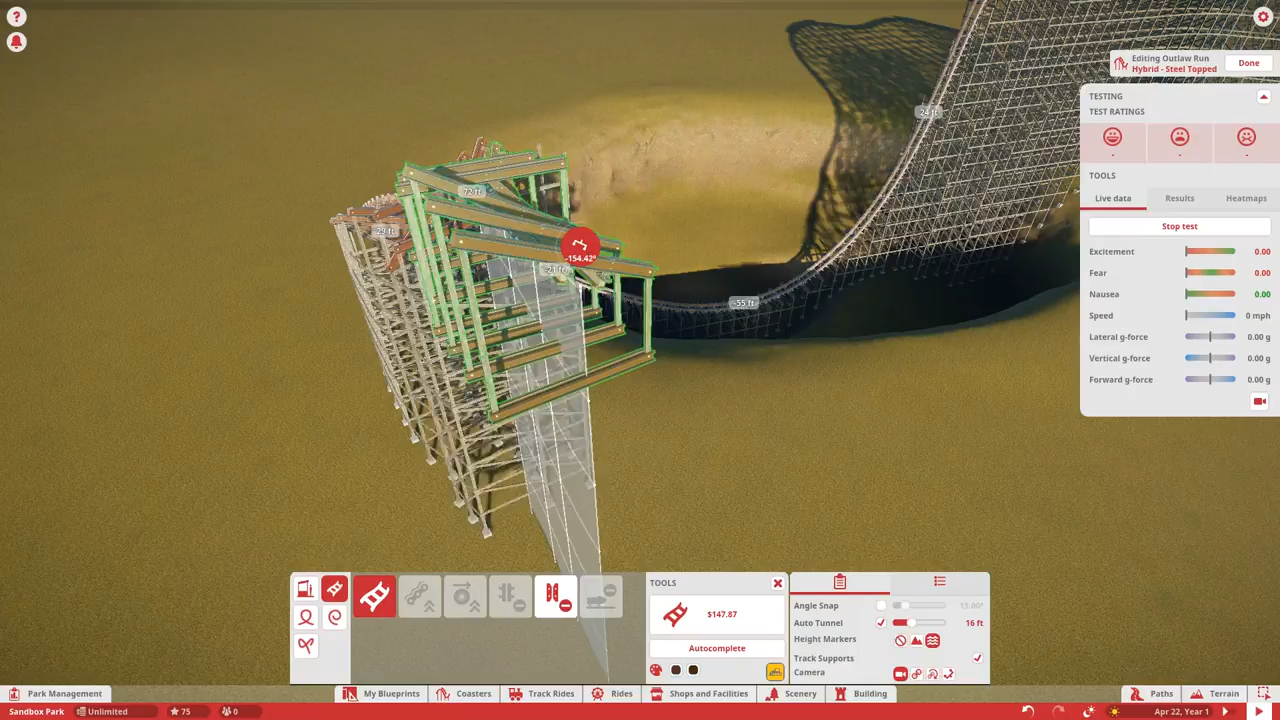 ?
Editing Outlaw Run
Hybrid - Steel Topped
Done
TESTING
TEST RATINGS
- - -
TOOLS
Live data Results Heatmaps
Stop test
Excitement 0.00
Fear 0.00
Nausea 0.00
Speed 0 mph
Lateral g-force 0.00 g
Vertical g-force 0.00 g
Forward g-force 0.00 g
24 ft
72 ft
29 ft
-154.42°
-21 ft
-55 ft
TOOLS
$147.87
Autocomplete
Angle Snap 15.00°
Auto Tunnel 16 ft
Height Markers
Track Supports
Camera
Park Management
My Blueprints Coasters Track Rides Rides Shops and Facilities Scenery Building
Paths Terrain
Sandbox Park Unlimited 75 0
Apr 22, Year 1